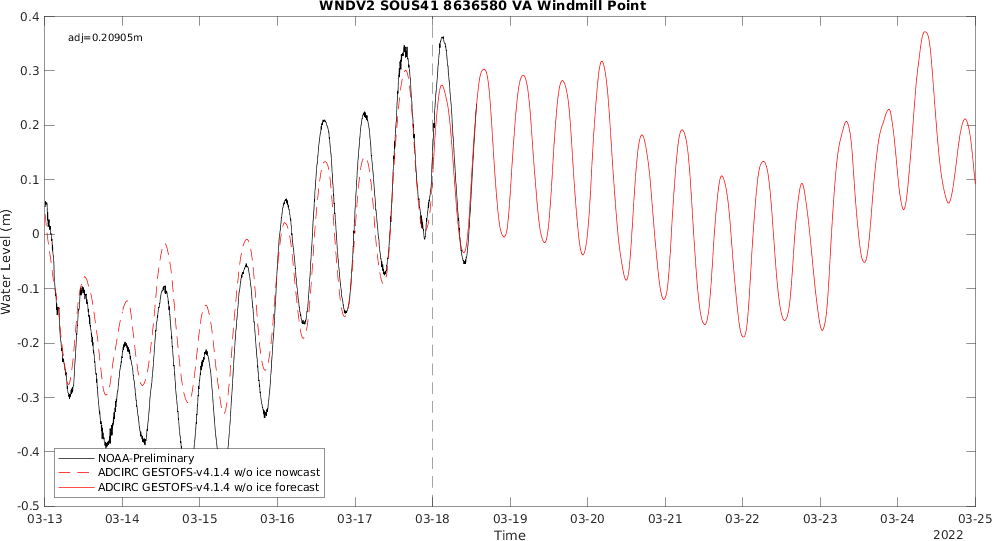 WNDV2 SOUS41 8636580 VA Windmill Point
adj=0.20905m
0.4
0.3
0.2
0.1
0
-0.1
-0.2
-0.3
-0.4
-0.5
Water Level (m)
NOAA-Preliminary
ADCIRC GESTOFS-v4.1.4 w/o ice nowcast
ADCIRC GESTOFS-v4.1.4 w/o ice forecast
03-13 03-14 03-15 03-16 03-17 03-18 03-19 03-20 03-21 03-22 03-23 03-24 03-25
Time
2022